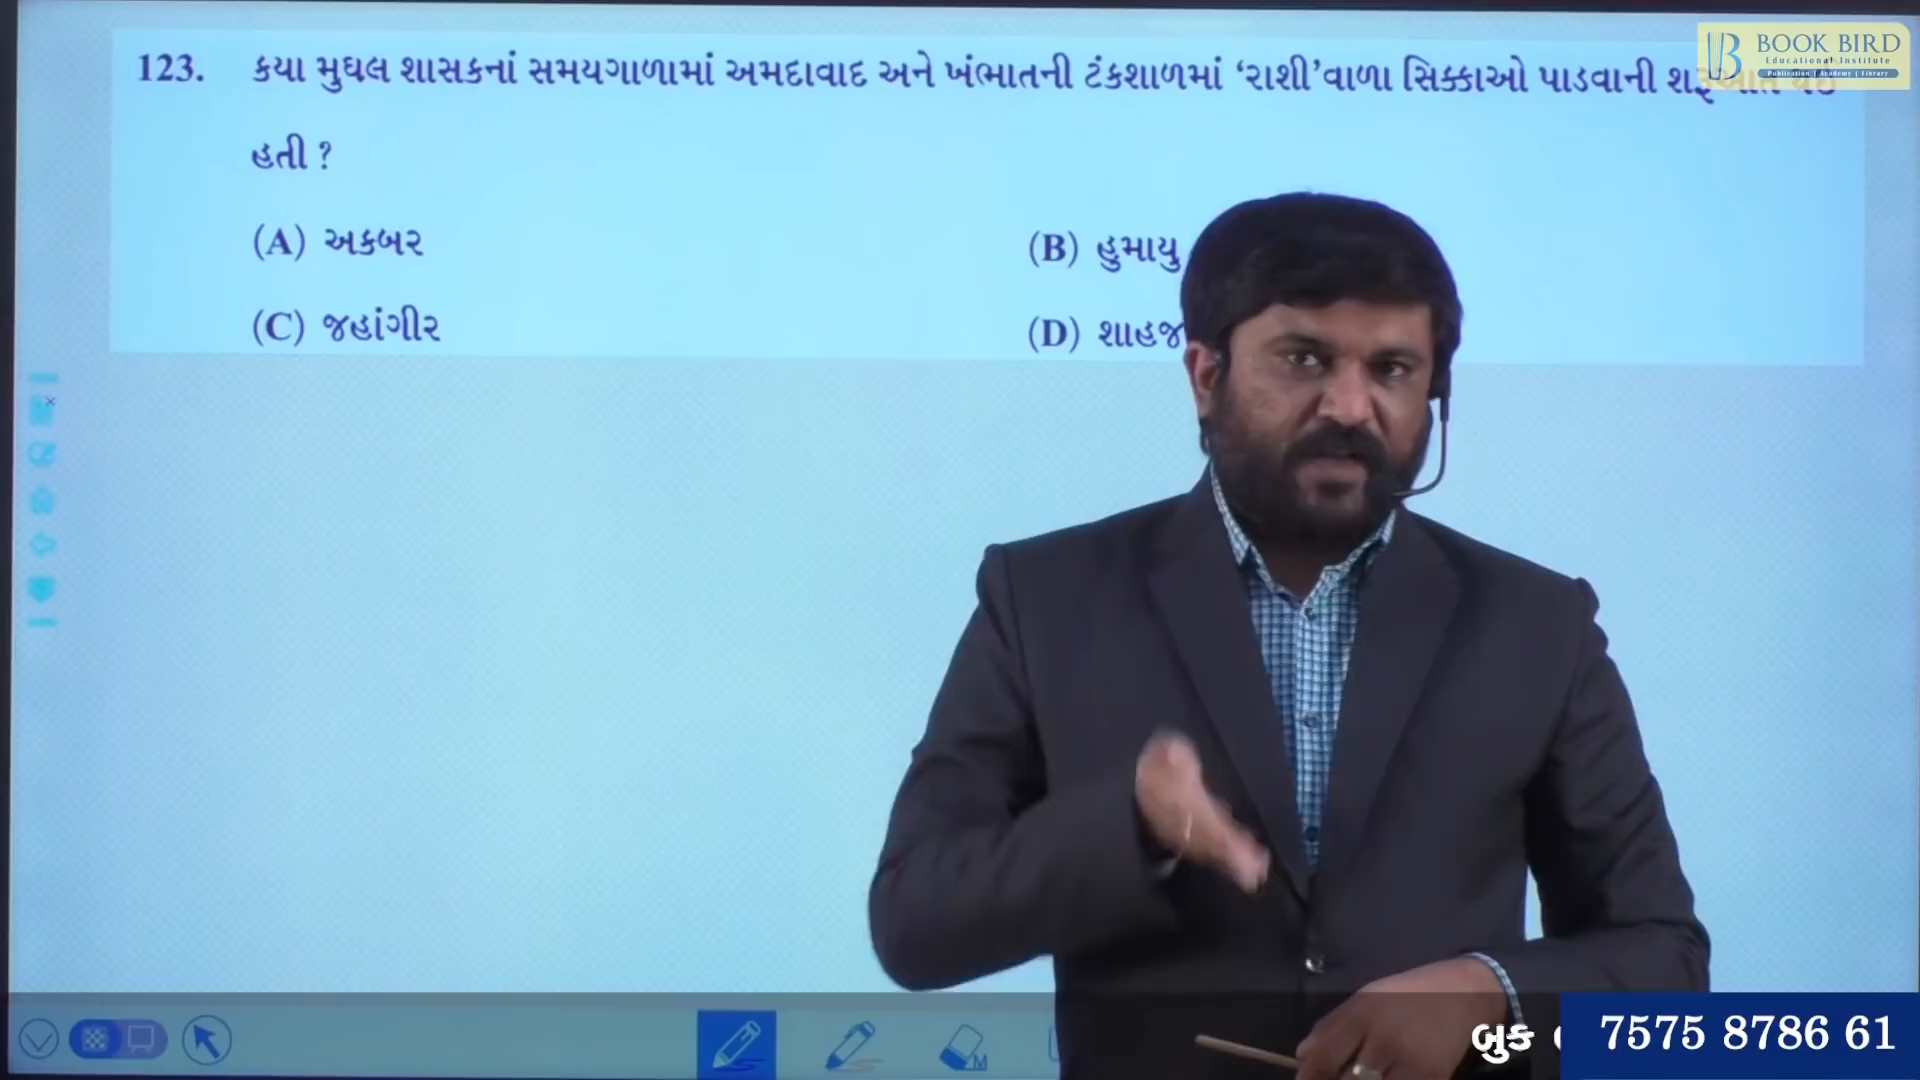 BOOK BIRD
Educational Institute
Publication | Academy | Library
123. કયા મુઘલ શાસકનાં સમયગાળામાં અમદાવાદ અને ખંભાતની ટંકશાળમાં ‘રાશી’વાળા સિક્કાઓ પાડવાની
હતી ?
(A) અકબર
(B) હુમાયુ
(C) જહાંગીર
(D) શાહજ
M
બુક
7575 8786 61